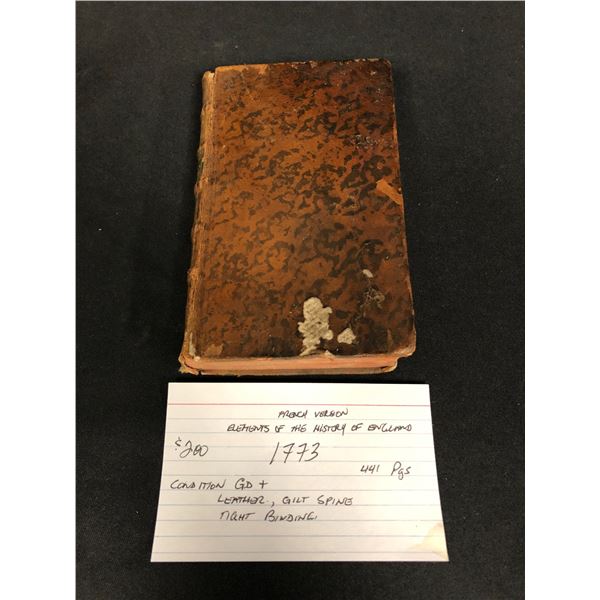 FRENCH VERSION
ELEMENTS OF THE HISTORY OF ENGLAND
$200 1773
441 Pgs
CONDITION GD +
LEATHER, GILT SPINE
TIGHT BINDING